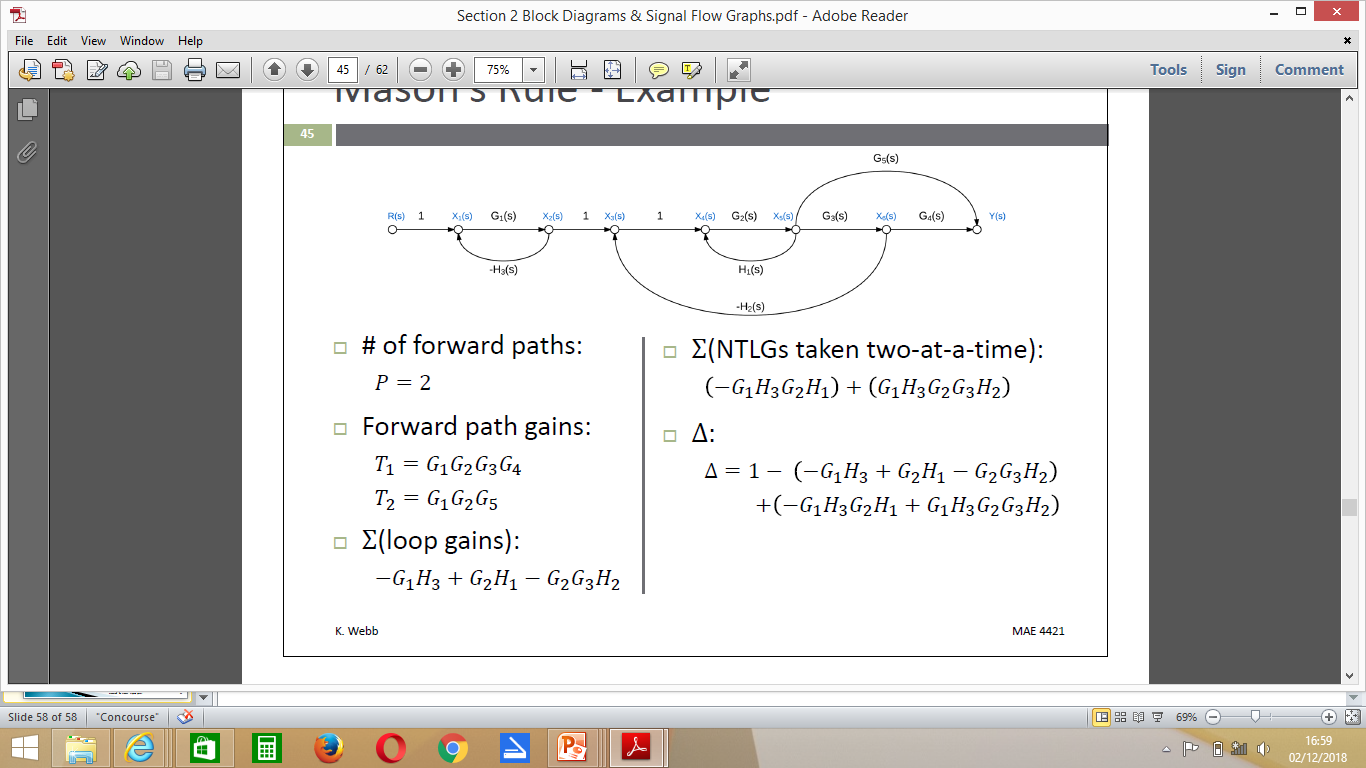 Section 2 Block Diagrams & Signal Flow Graphs.pdf - Adobe Reader
File Edit View Window Help
45 / 62 75% Tools Sign Comment
Mason's Rule - Example
45
G₅(s)
R(s) 1 X₁(s) G₁(s) X₂(s) 1 X₃(s) 1 X₄(s) G₂(s) X₅(s) G₃(s) X₆(s) G₄(s) Y(s)
-H₃(s) H₁(s)
-H₂(s)
# of forward paths:
P = 2
Forward path gains:
T₁ = G₁G₂G₃G₄
T₂ = G₁G₂G₅
Σ(loop gains):
−G₁H₃ + G₂H₁ − G₂G₃H₂
Σ(NTLGs taken two-at-a-time):
(−G₁H₃G₂H₁) + (G₁H₃G₂G₃H₂)
Δ:
Δ = 1 − (−G₁H₃ + G₂H₁ − G₂G₃H₂)
+(−G₁H₃G₂H₁ + G₁H₃G₂G₃H₂)
K. Webb MAE 4421
Slide 58 of 58 "Concourse" 69%
16:59
02/12/2018